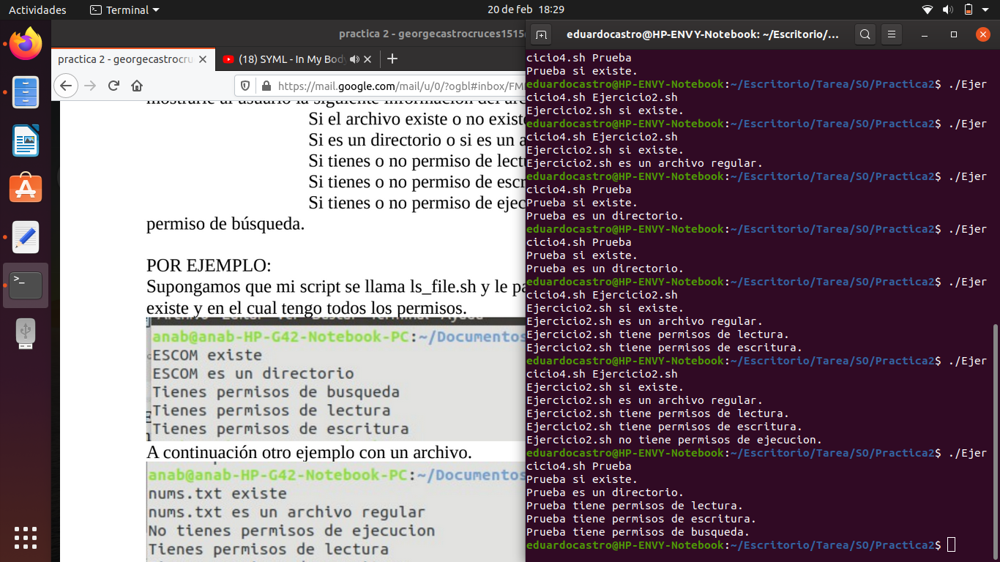 Actividades
Terminal
20 de feb 18:29
practica 2 - georgecastrocruces1515
practica 2 - georgecastrocru
(18) SYML - In My Body
https://mail.google.com/mail/u/0/?ogbl#inbox/FM
mostrarle al usuario la siguiente información del
Si el archivo existe o no existe
Si es un directorio o si es un a
Si tienes o no permiso de lectu
Si tienes o no permiso de escr
Si tienes o no permiso de ejec
permiso de búsqueda.
POR EJEMPLO:
Supongamos que mi script se llama ls_file.sh y le pa
existe y en el cual tengo todos los permisos.
Archivo Editar Ver Buscar Terminal Ayuda
anab@anab-HP-G42-Notebook-PC:~/Documentos
ESCOM existe
ESCOM es un directorio
Tienes permisos de busqueda
Tienes permisos de lectura
Tienes permisos de escritura
A continuación otro ejemplo con un archivo.
anab@anab-HP-G42-Notebook-PC:~/Documentos
nums.txt existe
nums.txt es un archivo regular
No tienes permisos de ejecucion
Tienes permisos de lectura
eduardocastro@HP-ENVY-Notebook: ~/Escritorio/...
cicio4.sh Prueba
Prueba si existe.
eduardocastro@HP-ENVY-Notebook:~/Escritorio/Tarea/SO/Practica2$ ./Ejer
cicio4.sh Ejercicio2.sh
Ejercicio2.sh si existe.
eduardocastro@HP-ENVY-Notebook:~/Escritorio/Tarea/SO/Practica2$ ./Ejer
cicio4.sh Ejercicio2.sh
Ejercicio2.sh si existe.
Ejercicio2.sh es un archivo regular.
eduardocastro@HP-ENVY-Notebook:~/Escritorio/Tarea/SO/Practica2$ ./Ejer
cicio4.sh Prueba
Prueba si existe.
Prueba es un directorio.
eduardocastro@HP-ENVY-Notebook:~/Escritorio/Tarea/SO/Practica2$ ./Ejer
cicio4.sh Prueba
Prueba si existe.
Prueba es un directorio.
eduardocastro@HP-ENVY-Notebook:~/Escritorio/Tarea/SO/Practica2$ ./Ejer
cicio4.sh Ejercicio2.sh
Ejercicio2.sh si existe.
Ejercicio2.sh es un archivo regular.
Ejercicio2.sh tiene permisos de lectura.
Ejercicio2.sh tiene permisos de escritura.
eduardocastro@HP-ENVY-Notebook:~/Escritorio/Tarea/SO/Practica2$ ./Ejer
cicio4.sh Ejercicio2.sh
Ejercicio2.sh si existe.
Ejercicio2.sh es un archivo regular.
Ejercicio2.sh tiene permisos de lectura.
Ejercicio2.sh tiene permisos de escritura.
Ejercicio2.sh no tiene permisos de ejecucion.
eduardocastro@HP-ENVY-Notebook:~/Escritorio/Tarea/SO/Practica2$ ./Ejer
cicio4.sh Prueba
Prueba si existe.
Prueba es un directorio.
Prueba tiene permisos de lectura.
Prueba tiene permisos de escritura.
Prueba tiene permisos de busqueda.
eduardocastro@HP-ENVY-Notebook:~/Escritorio/Tarea/SO/Practica2$